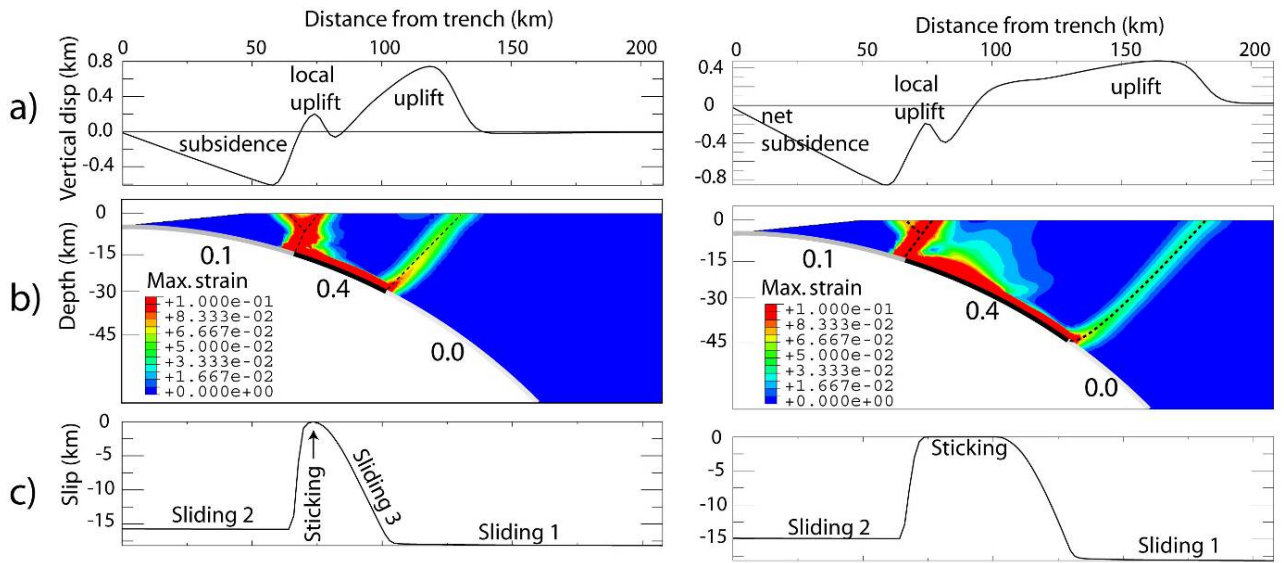 Distance from trench (km)
0 50 100 150 200
a)
Vertical disp (km)
0.8
0.4
0.0
-0.4
local
uplift
uplift
subsidence
Distance from trench (km)
0 50 100 150 200
0.4
0
-0.4
-0.8
local
uplift
uplift
net
subsidence
b)
Depth (km)
0
-15
-30
-45
0.1
0.4
0.0
Max. strain
+1.000e-01
+8.333e-02
+6.667e-02
+5.000e-02
+3.333e-02
+1.667e-02
+0.000e+00
0
-15
-30
-45
0.1
0.4
0.0
Max. strain
+1.000e-01
+8.333e-02
+6.667e-02
+5.000e-02
+3.333e-02
+1.667e-02
+0.000e+00
c)
Slip (km)
0
-5
-10
-15
Sliding 2
Sticking
Sliding 3
Sliding 1
0
-5
-10
-15
Sticking
Sliding 2
Sliding 1